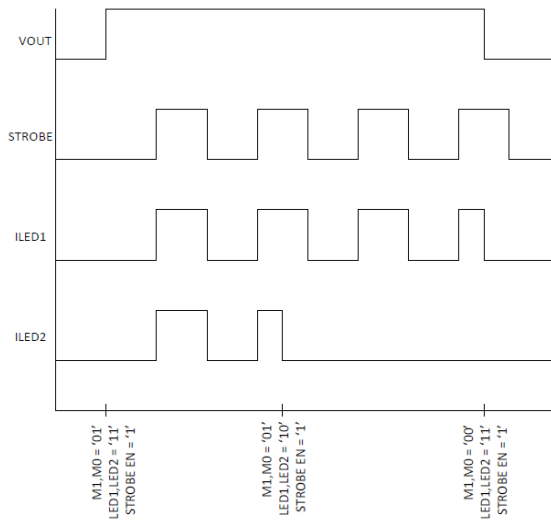 VOUT
STROBE
ILED1
ILED2
M1,M0 = ‘01’
LED1,LED2 = ‘11’
STROBE EN = ‘1’
M1,M0 = ‘01’
LED1,LED2 = ‘10’
STROBE EN = ‘1’
M1,M0 = ‘00’
LED1,LED2 = ‘11’
STROBE EN = ‘1’